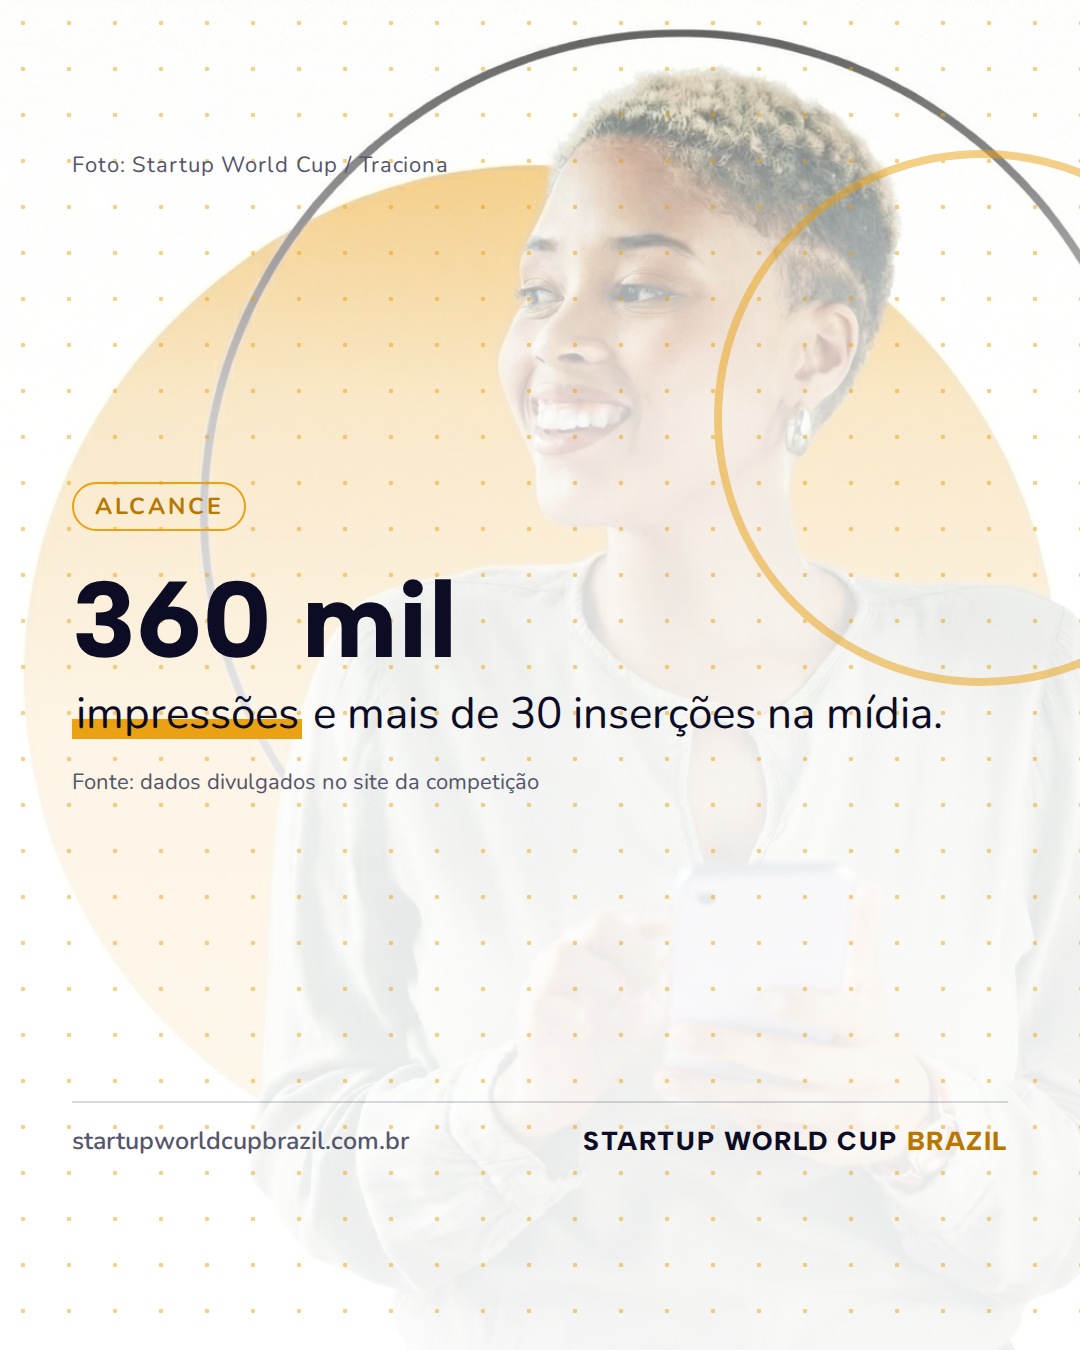 Foto: Startup World Cup / Traciona
ALCANCE
360 mil
impressões e mais de 30 inserções na mídia.
Fonte: dados divulgados no site da competição
startupworldcupbrazil.com.br
STARTUP WORLD CUP BRAZIL